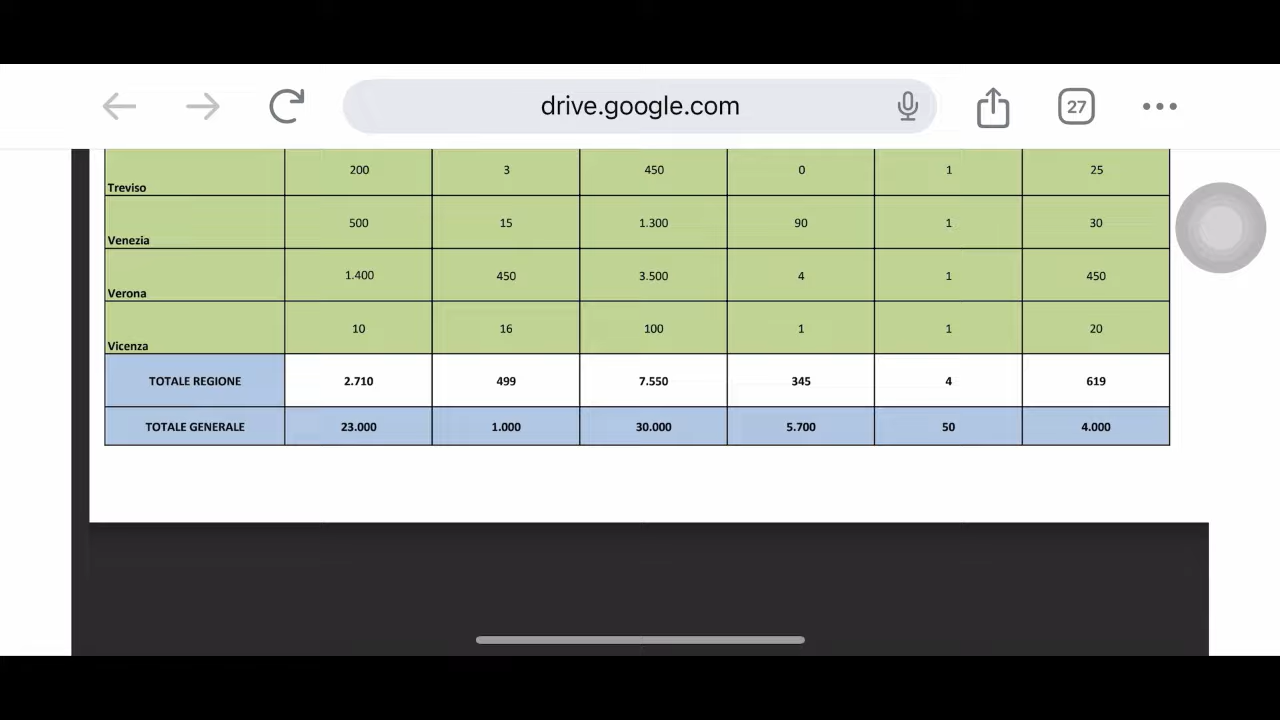 drive.google.com
27
Treviso 200 3 450 0 1 25
Venezia 500 15 1.300 90 1 30
Verona 1.400 450 3.500 4 1 450
Vicenza 10 16 100 1 1 20
TOTALE REGIONE 2.710 499 7.550 345 4 619
TOTALE GENERALE 23.000 1.000 30.000 5.700 50 4.000